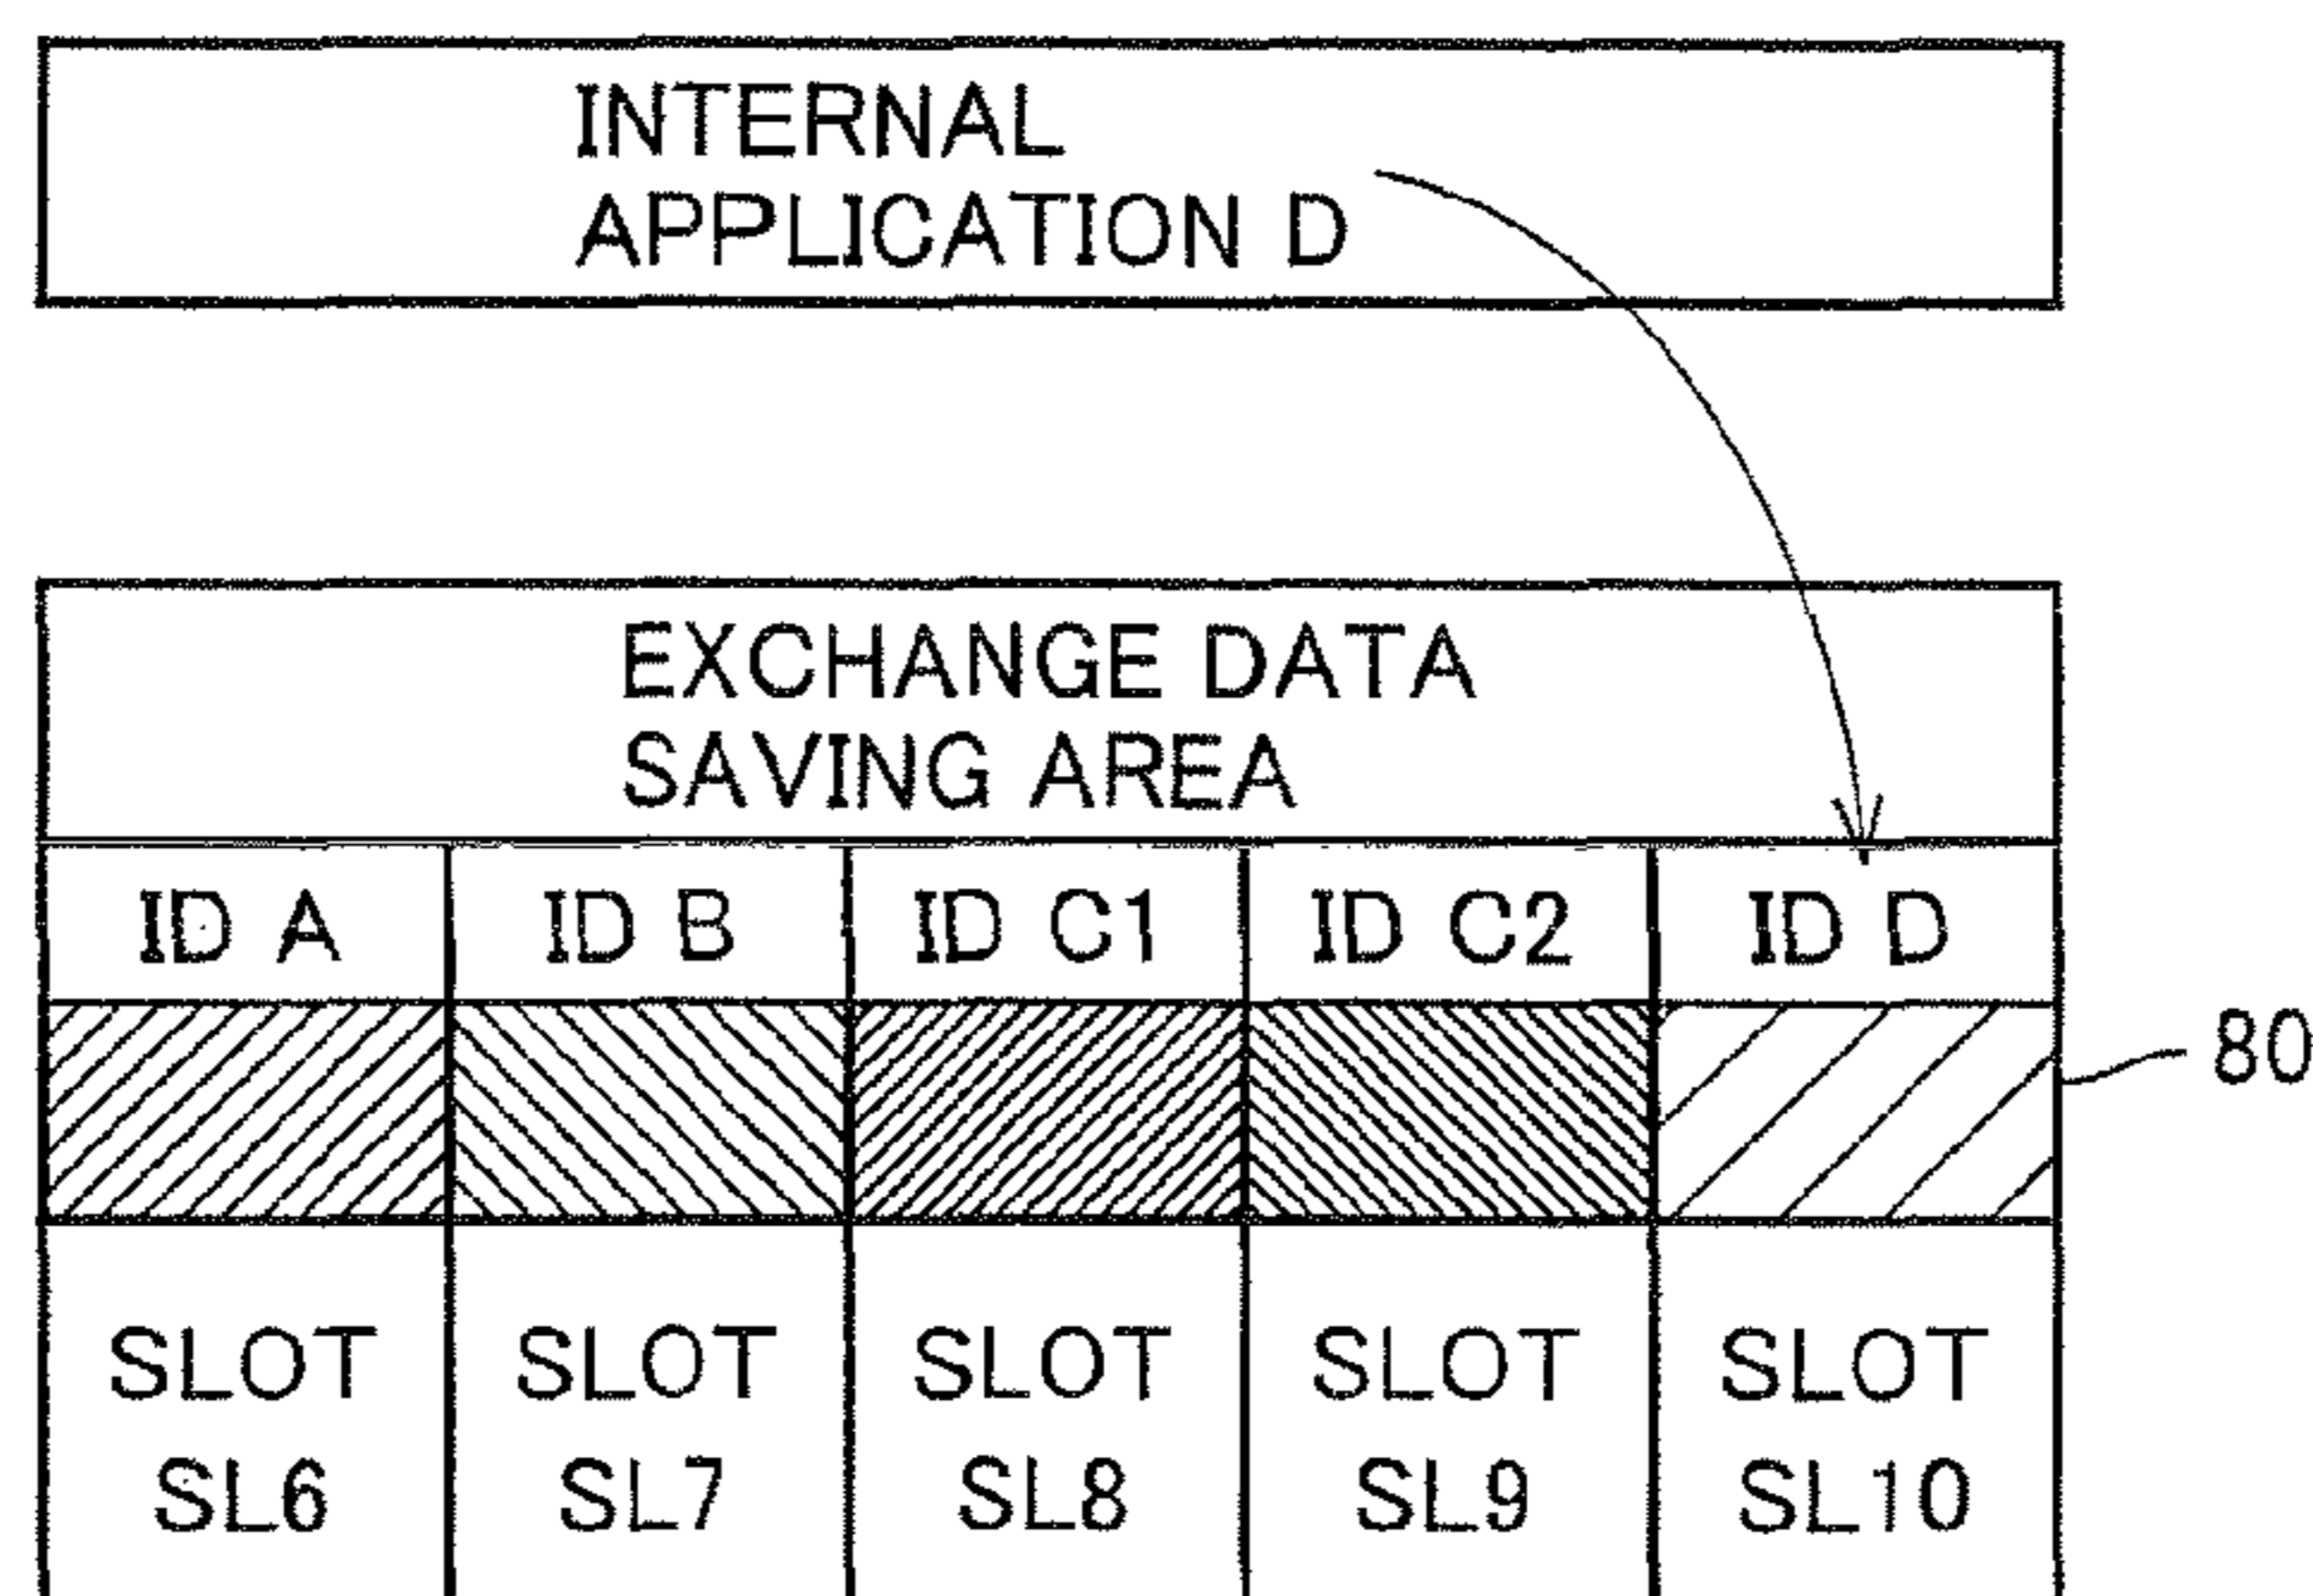 INTERNAL
APPLICATION D
EXCHANGE DATA
SAVING AREA
ID A ID B ID C1 ID C2 ID D
80
SLOT SLOT SLOT SLOT SLOT
SL6 SL7 SL8 SL9 SL10